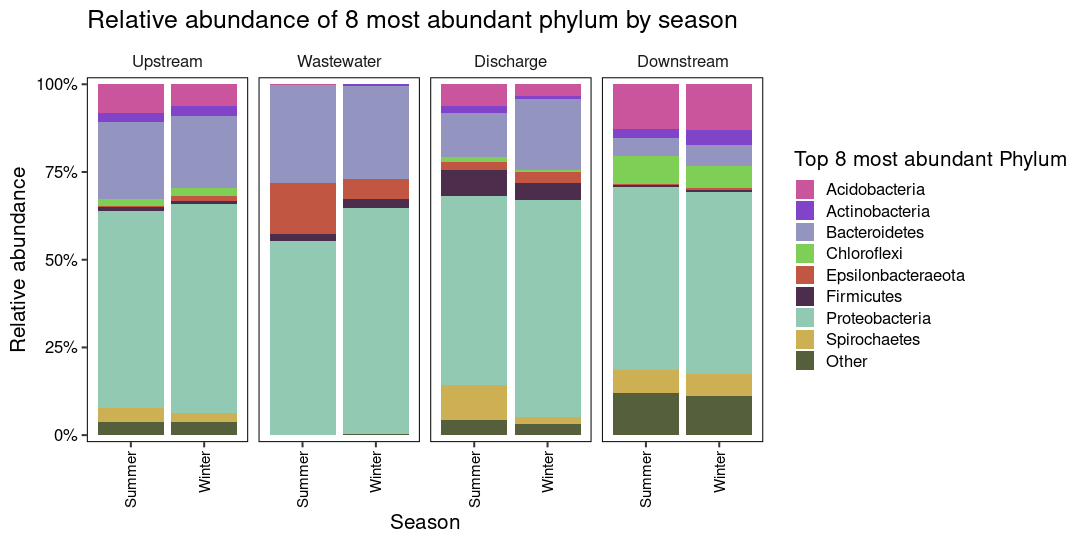 Relative abundance of 8 most abundant phylum by season
Upstream
Wastewater
Discharge
Downstream
100%
75%
50%
25%
0%
Relative abundance
Summer
Winter
Summer
Winter
Summer
Winter
Summer
Winter
Season
Top 8 most abundant Phylum
Acidobacteria
Actinobacteria
Bacteroidetes
Chloroflexi
Epsilonbacteraeota
Firmicutes
Proteobacteria
Spirochaetes
Other